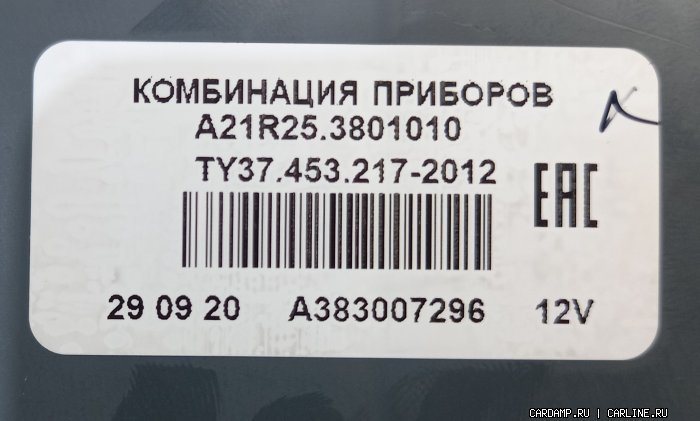 КОМБИНАЦИЯ ПРИБОРОВ
A21R25.3801010
ТУ37.453.217-2012
EAC
29 09 20 A383007296 12V
CARDAMP.RU | CARLINE.RU